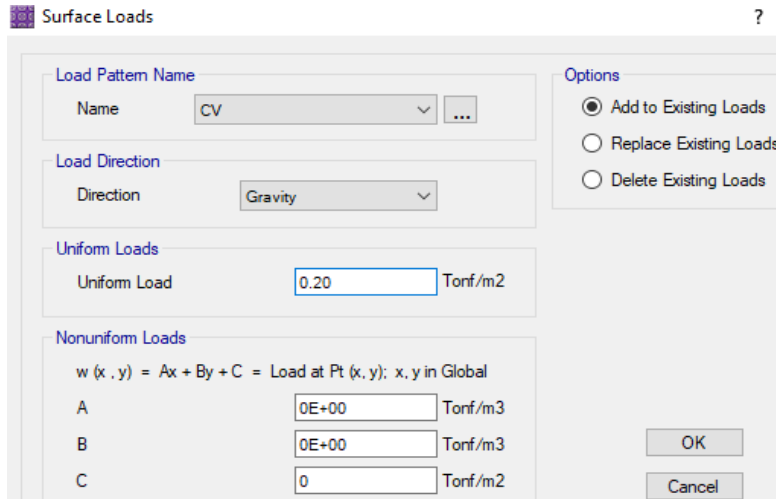 Surface Loads ?
Load Pattern Name
Name CV ...
Options
Add to Existing Loads
Replace Existing Loads
Delete Existing Loads
Load Direction
Direction Gravity
Uniform Loads
Uniform Load 0.20 Tonf/m2
Nonuniform Loads
w (x , y) = Ax + By + C = Load at Pt (x, y); x, y in Global
A 0E+00 Tonf/m3
B 0E+00 Tonf/m3
C 0 Tonf/m2
OK
Cancel